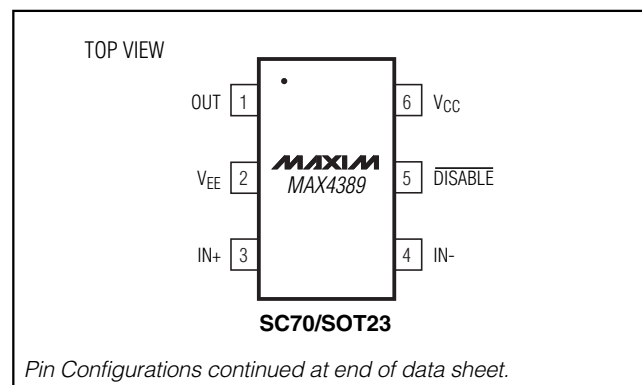 TOP VIEW
OUT 1
6 VCC
VEE 2
MAXIM
MAX4389
5 DISABLE
IN+ 3
4 IN-
SC70/SOT23
Pin Configurations continued at end of data sheet.